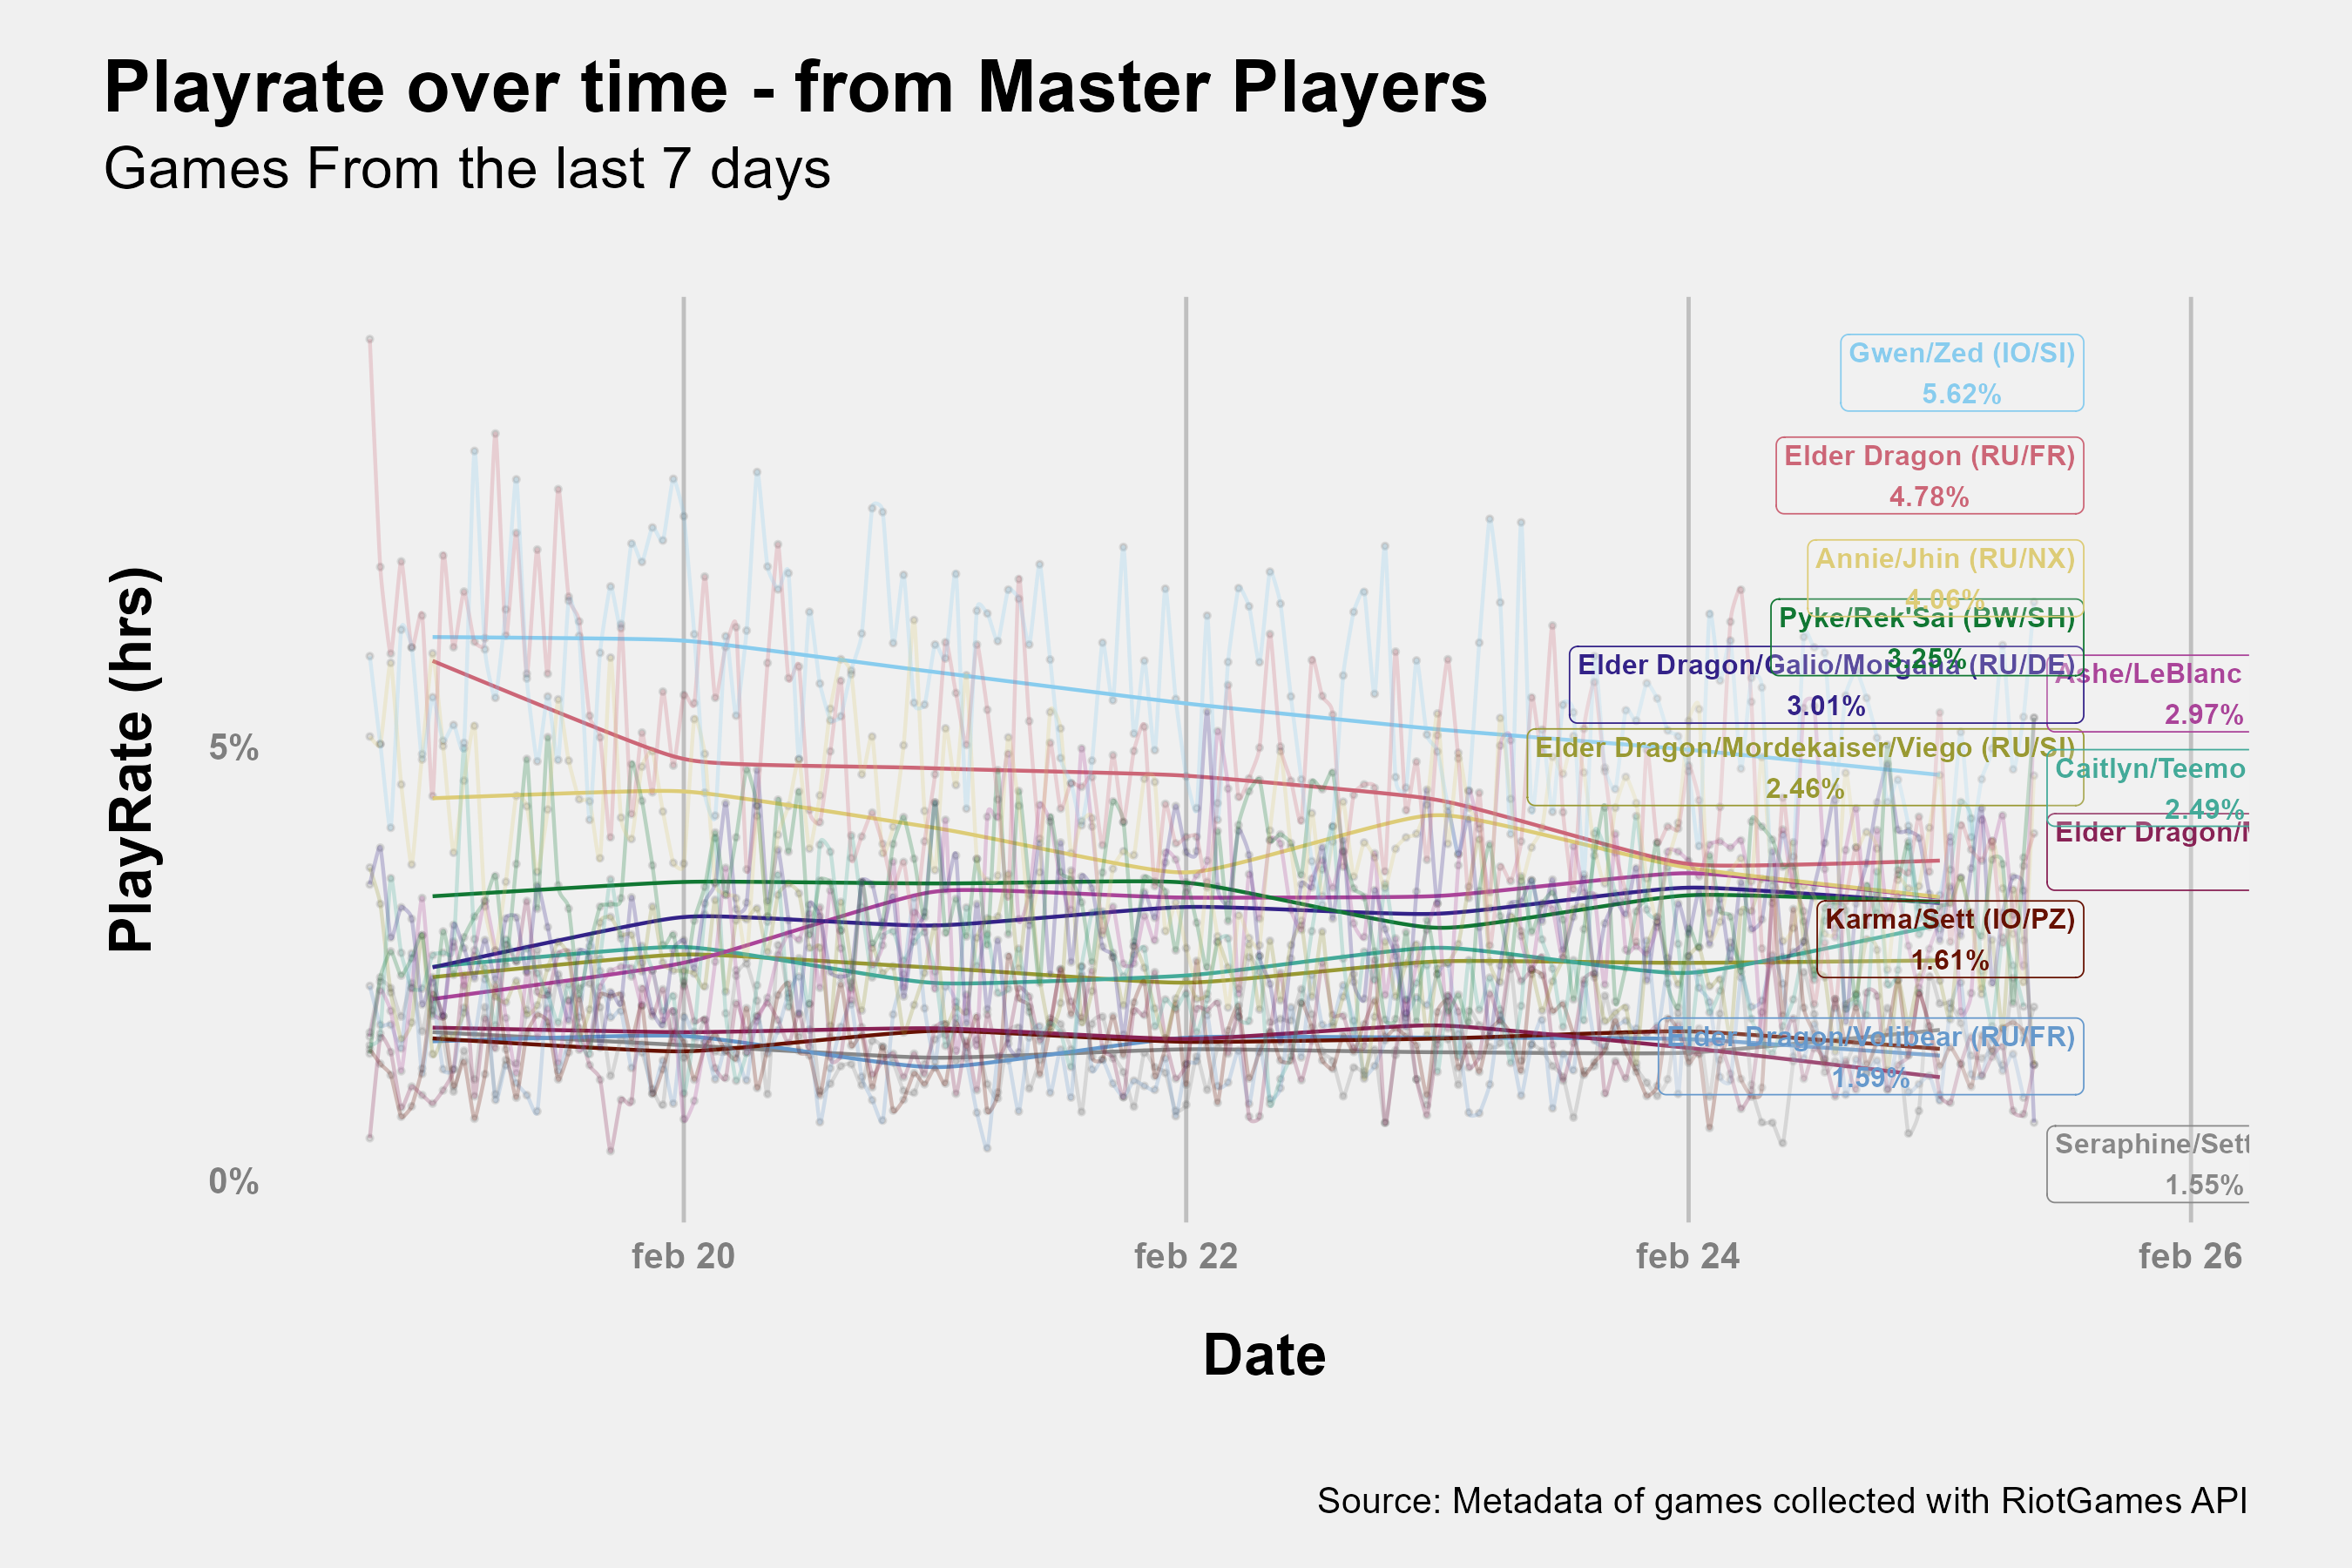 Playrate over time - from Master Players
Games From the last 7 days
PlayRate (hrs)
5%
0%
Gwen/Zed (IO/SI)
5.62%
Elder Dragon (RU/FR)
4.78%
Annie/Jhin (RU/NX)
4.06%
Pyke/Rek'Sai (BW/SH)
3.25%
Elder Dragon/Galio/Morgana (RU/DE)
3.01%
Ashe/LeBlanc
2.97%
Elder Dragon/Mordekaiser/Viego (RU/SI)
2.46%
Caitlyn/Teemo
2.49%
Elder Dragon/
Karma/Sett (IO/PZ)
1.61%
Elder Dragon/Volibear (RU/FR)
1.59%
Seraphine/Sett
1.55%
feb 20
feb 22
feb 24
feb 26
Date
Source: Metadata of games collected with RiotGames API